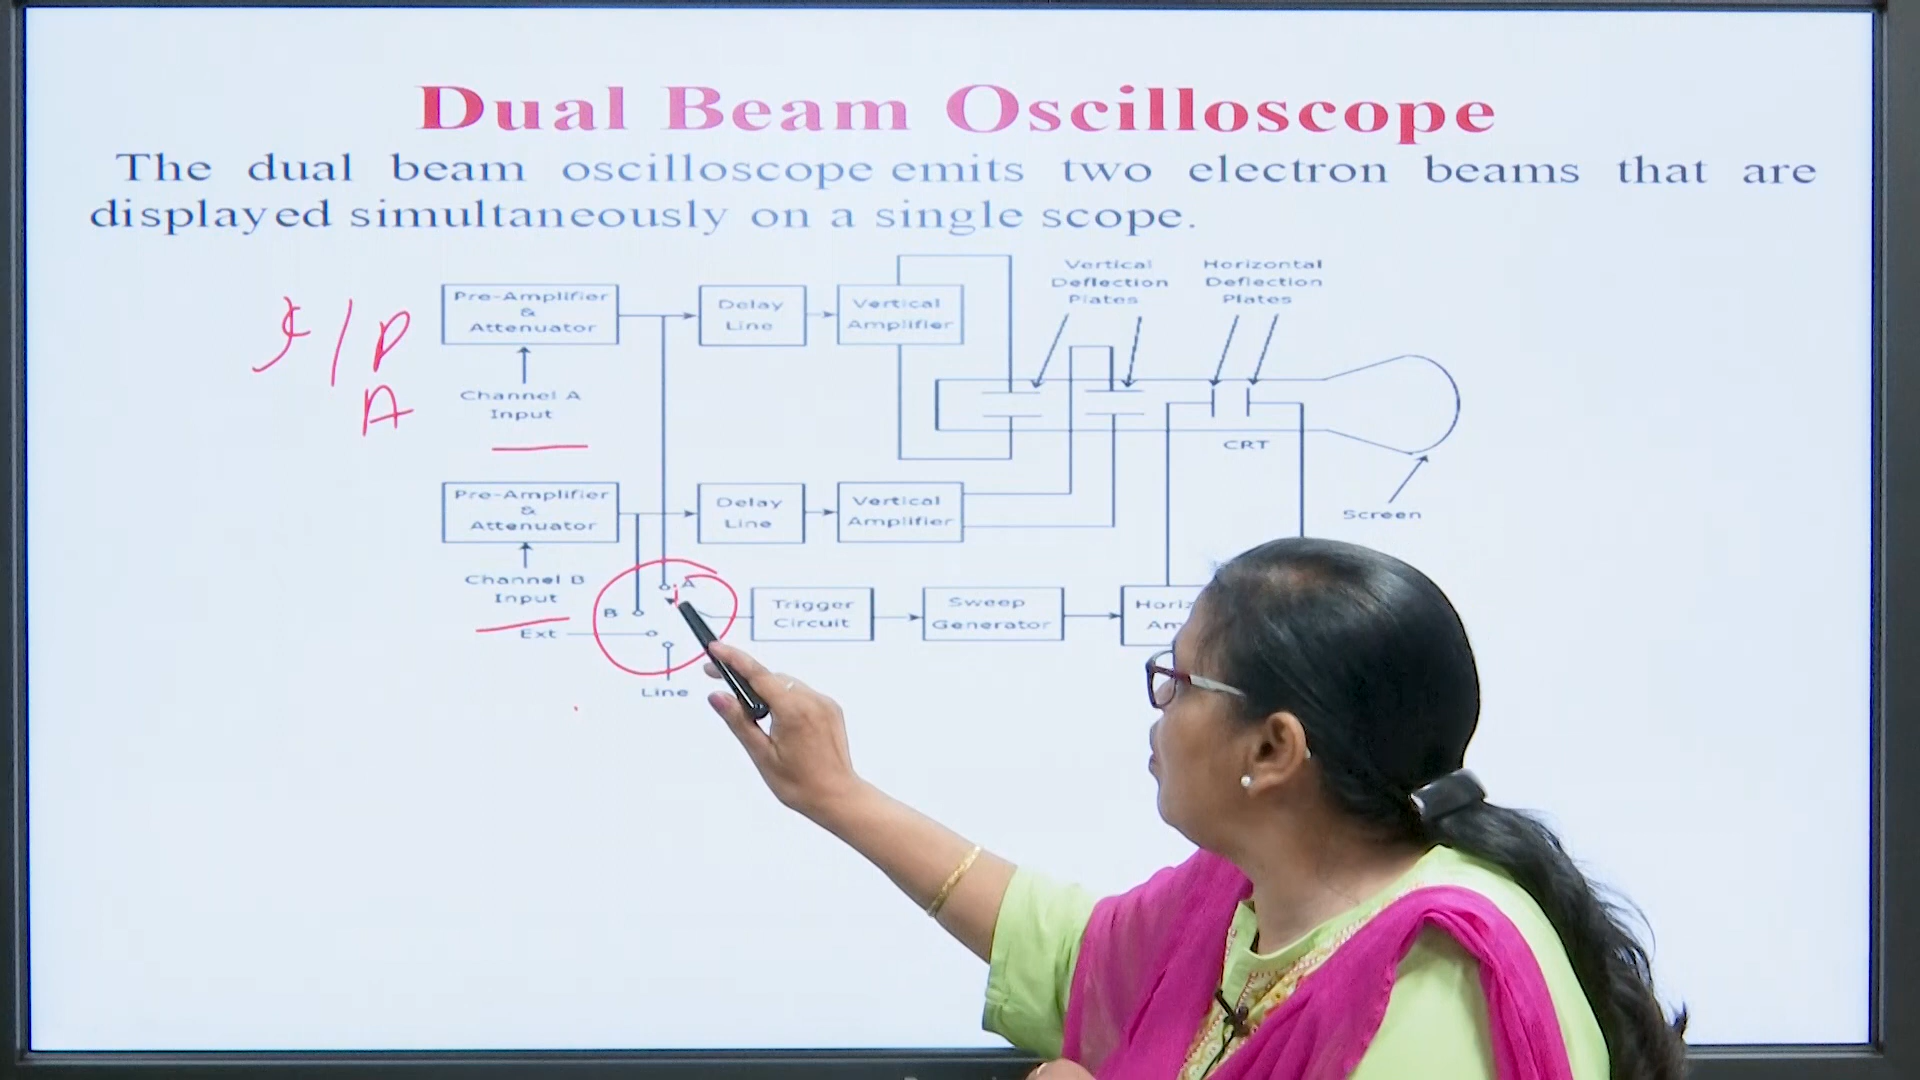 Dual Beam Oscilloscope
The dual beam oscilloscope emits two electron beams that are
displayed simultaneously on a single scope.
Pre-Amplifier
&
Attenuator
Delay
Line
Vertical
Amplifier
Vertical
Deflection
Plates
Horizontal
Deflection
Plates
Channel A
Input
CRT
Screen
A
Pre-Amplifier
&
Attenuator
Delay
Line
Vertical
Amplifier
Channel B
Input
A
B
Ext
Line
Trigger
Circuit
Sweep
Generator